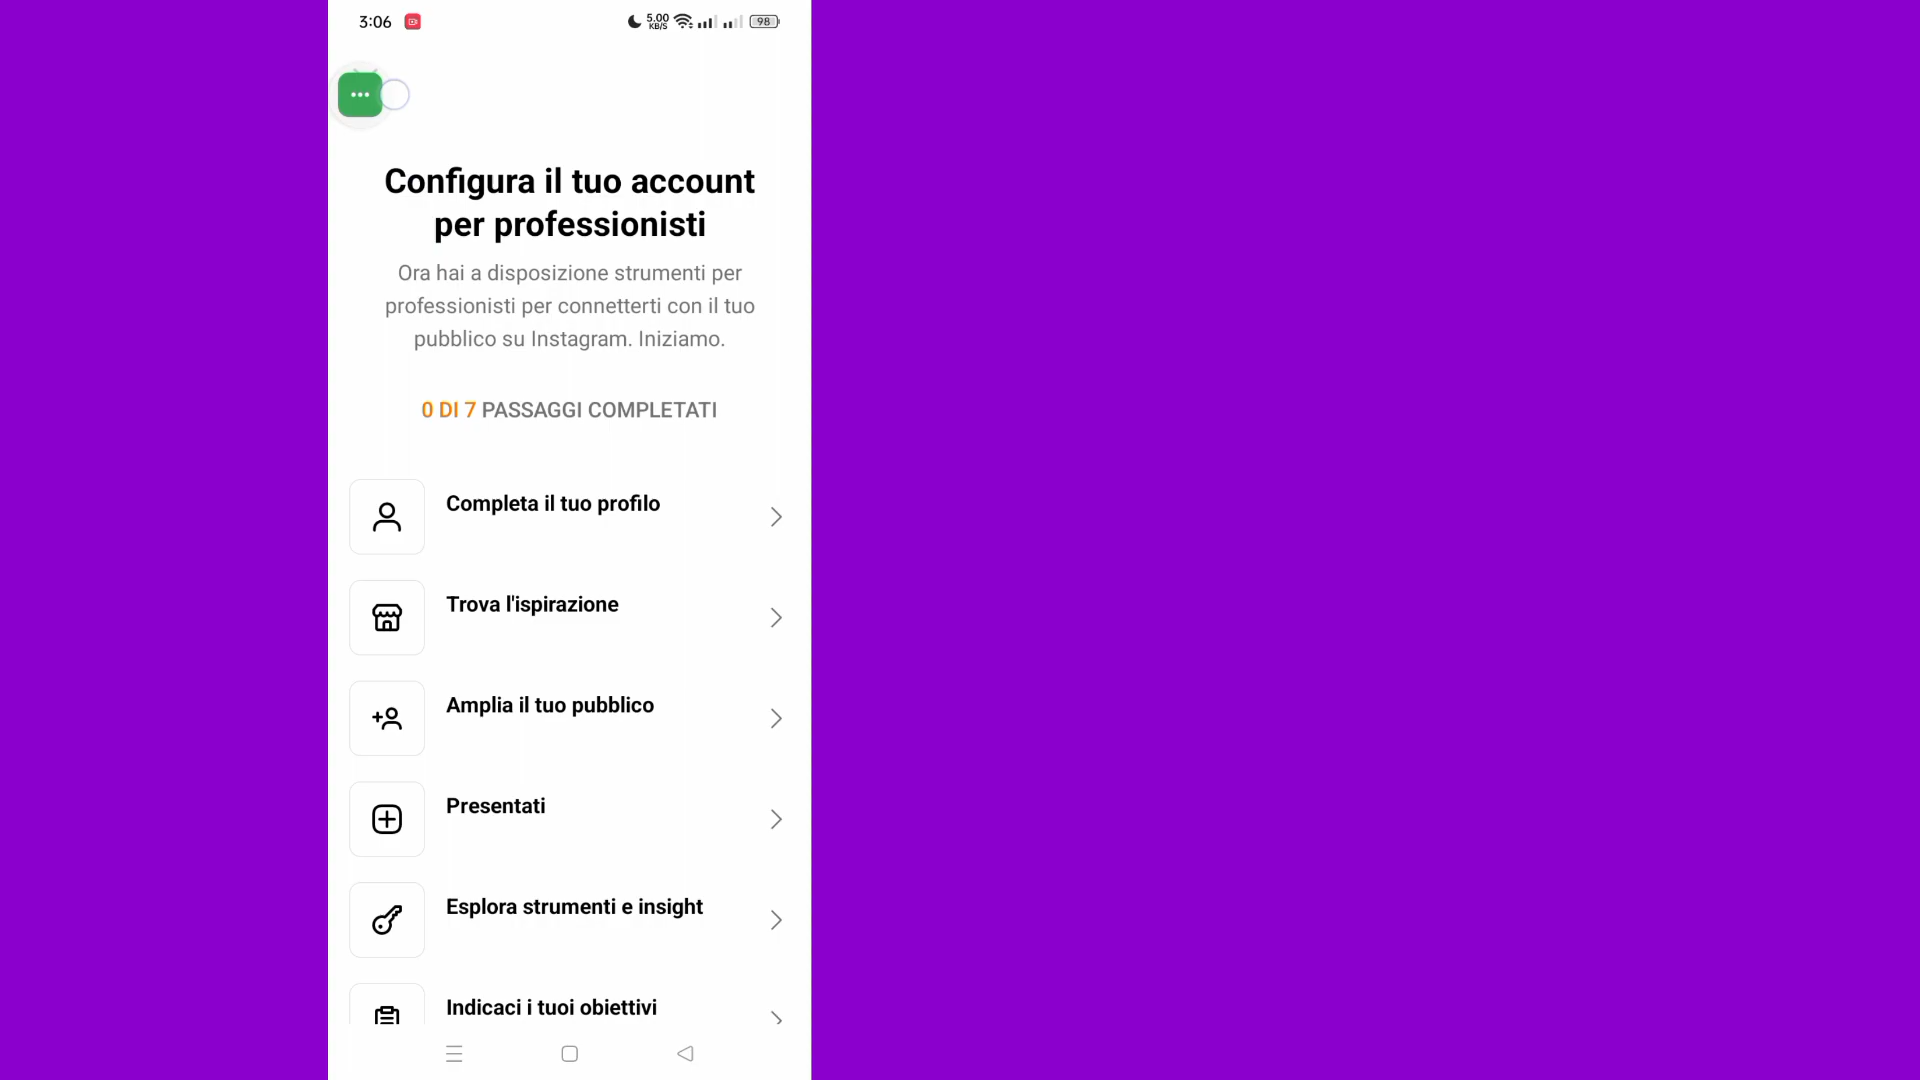 3:06
5.00
KB/S
98
Configura il tuo account
per professionisti
Ora hai a disposizione strumenti per
professionisti per connetterti con il tuo
pubblico su Instagram. Iniziamo.
0 DI 7 PASSAGGI COMPLETATI
Completa il tuo profilo
Trova l'ispirazione
Amplia il tuo pubblico
Presentati
Esplora strumenti e insight
Indicaci i tuoi obiettivi